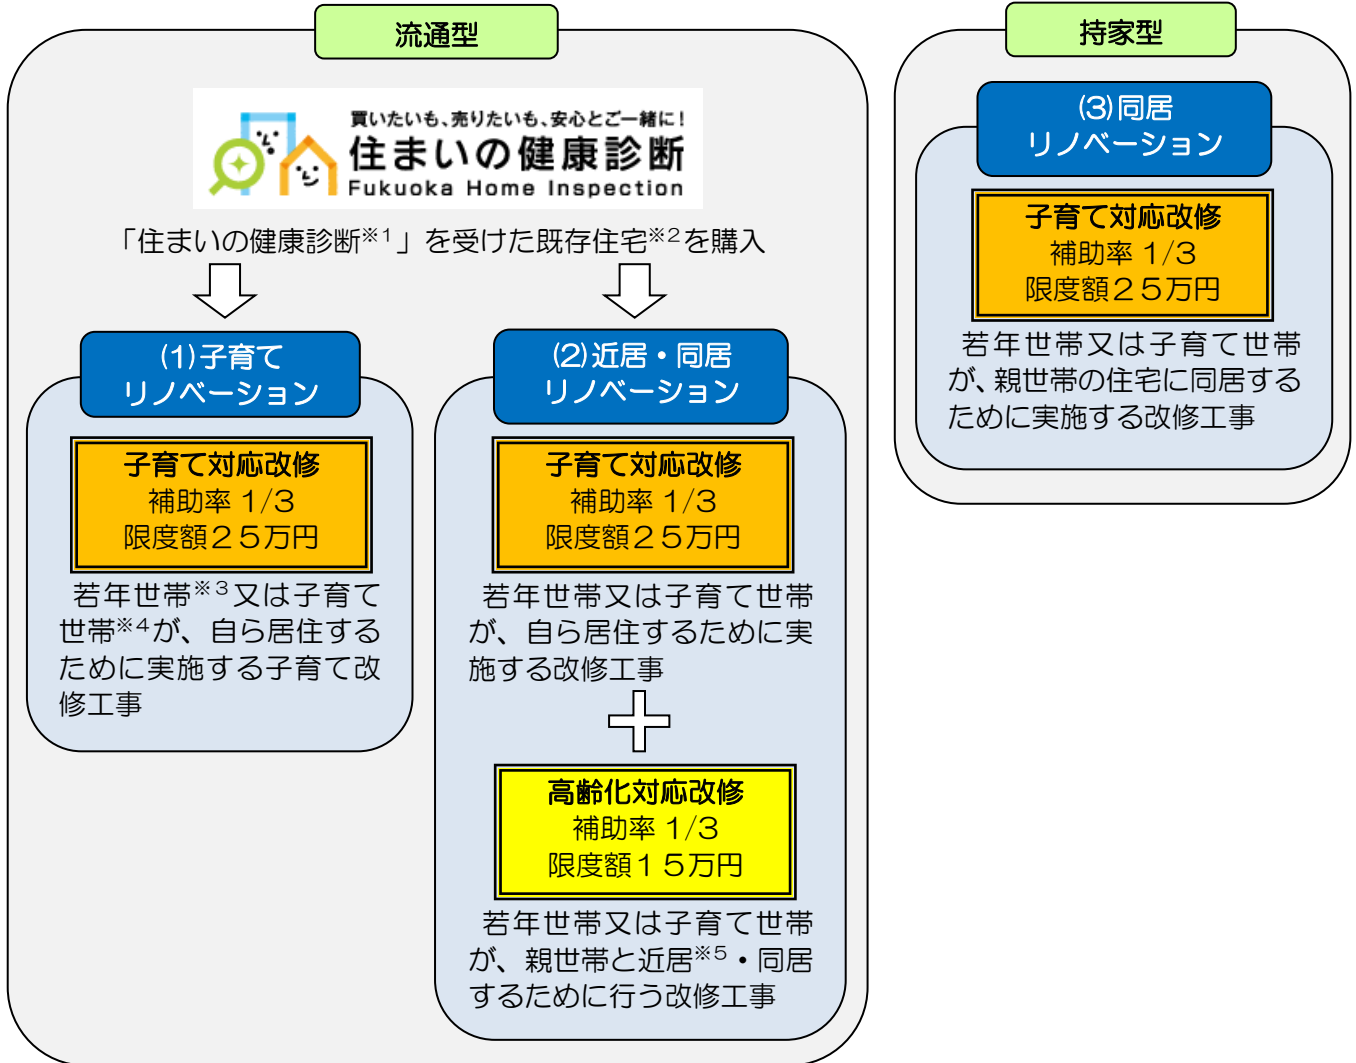 流通型
買いたいも、売りたいも、安心とご一緒に!
住まいの健康診断
Fukuoka Home Inspection
「住まいの健康診断※1」を受けた既存住宅※2を購入
(1)子育て
リノベーション
子育て対応改修
補助率 1/3
限度額２５万円
若年世帯※3又は子育て
世帯※4が、自ら居住する
ために実施する子育て改
修工事
(2)近居・同居
リノベーション
子育て対応改修
補助率 1/3
限度額２５万円
若年世帯又は子育て世帯
が、自ら居住するために実
施する改修工事
高齢化対応改修
補助率 1/3
限度額１５万円
若年世帯又は子育て世帯
が、親世帯と近居※5・同居
するために行う改修工事
持家型
(3)同居
リノベーション
子育て対応改修
補助率 1/3
限度額２５万円
若年世帯又は子育て世帯
が、親世帯の住宅に同居する
ために実施する改修工事